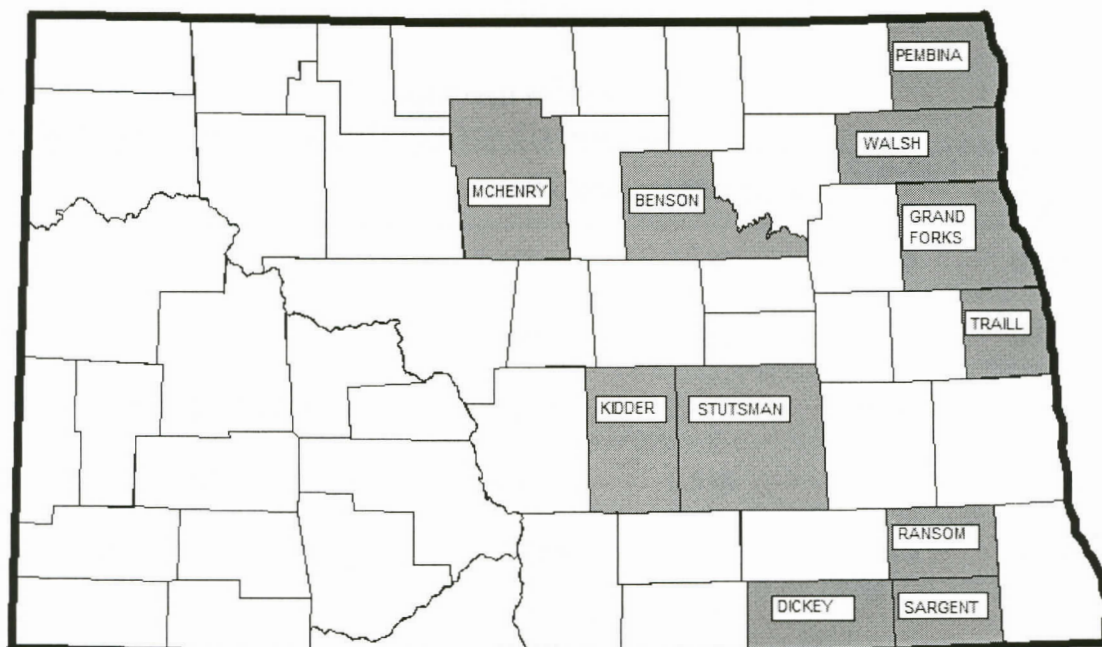 PEMBINA
WALSH
MCHENRY
BENSON
GRAND
FORKS
TRAILL
KIDDER
STUTSMAN
RANSOM
DICKEY
SARGENT